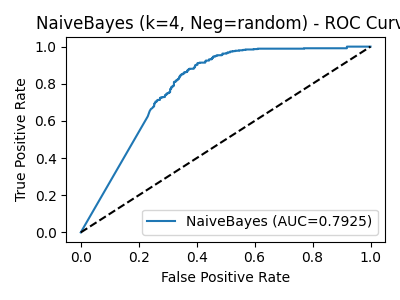 NaiveBayes (k=4, Neg=random) - ROC Curv
1.0
0.8
0.6
0.4
0.2
0.0
True Positive Rate
NaiveBayes (AUC=0.7925)
0.0 0.2 0.4 0.6 0.8 1.0
False Positive Rate